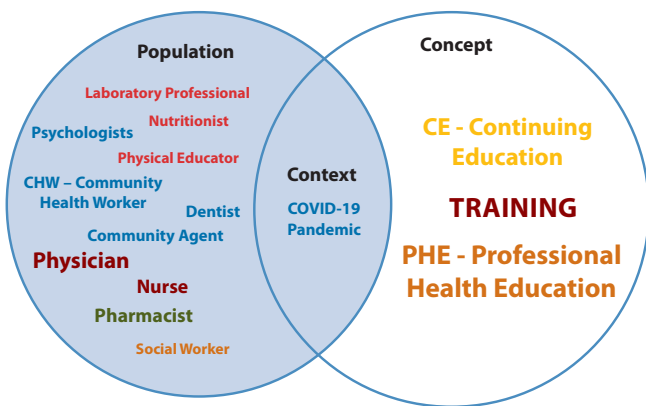 Population
Laboratory Professional
Nutritionist
Psychologists
Physical Educator
CHW – Community
Health Worker
Dentist
Community Agent
Physician
Nurse
Pharmacist
Social Worker
Context
COVID-19
Pandemic
Concept
CE - Continuing
Education
TRAINING
PHE - Professional
Health Education